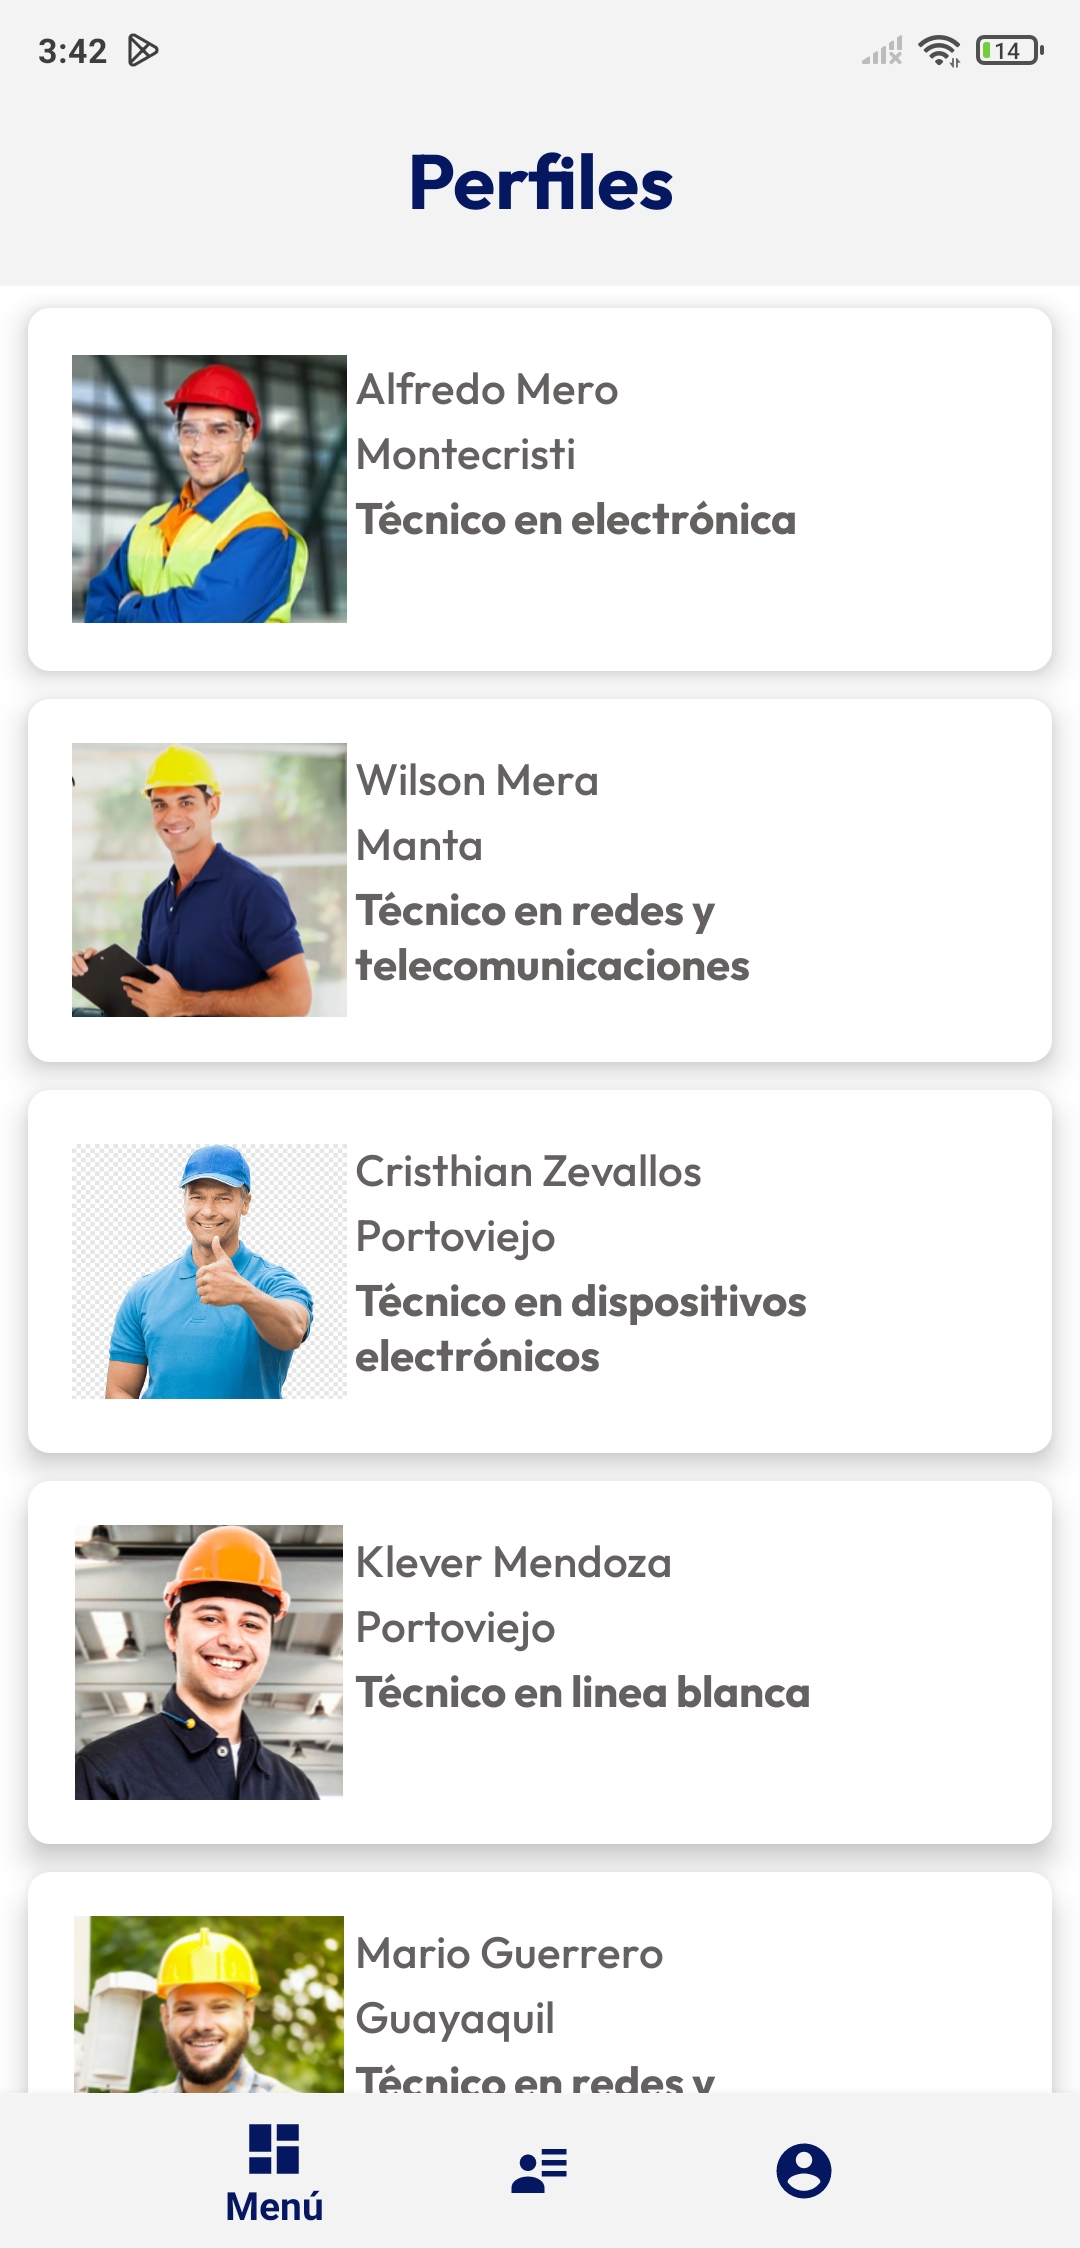 3:42
14
Perfiles
Alfredo Mero
Montecristi
Técnico en electrónica
Wilson Mera
Manta
Técnico en redes y
telecomunicaciones
Cristhian Zevallos
Portoviejo
Técnico en dispositivos
electrónicos
Klever Mendoza
Portoviejo
Técnico en linea blanca
Mario Guerrero
Guayaquil
Técnico en redes y
Menú